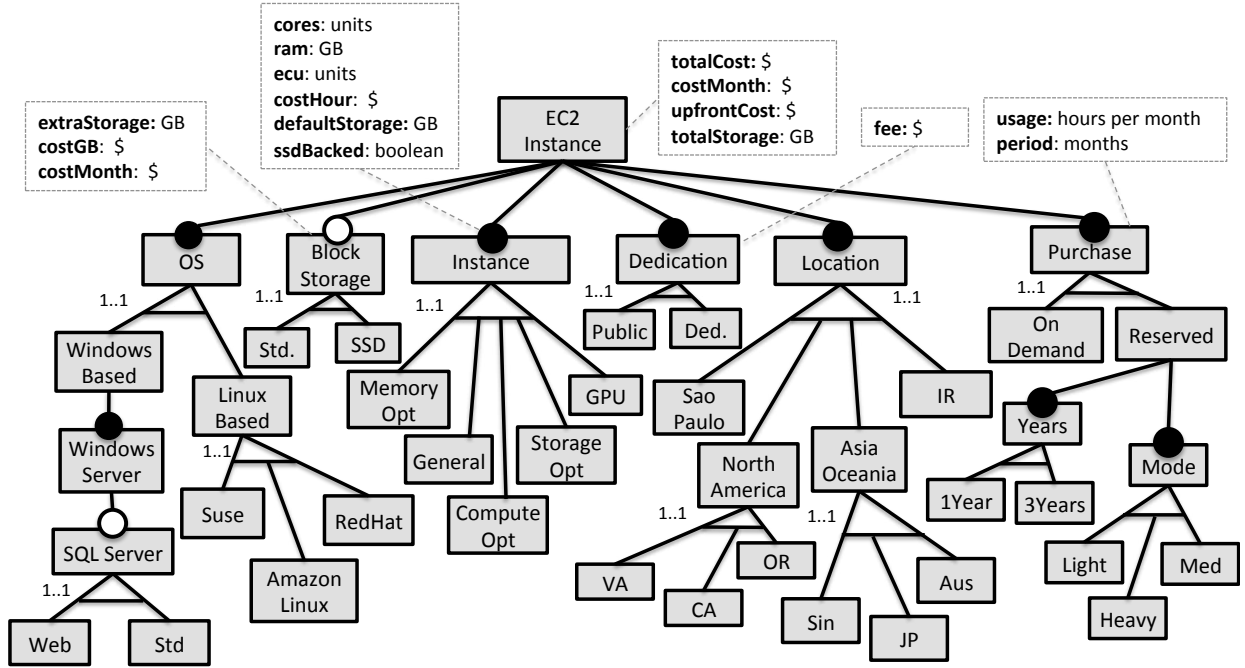 cores: units
ram: GB
ecu: units
costHour: $
defaultStorage: GB
ssdBacked: boolean
totalCost: $
costMonth: $
upfrontCost: $
totalStorage: GB
extraStorage: GB
costGB: $
costMonth: $
EC2
Instance
fee: $
usage: hours per month
period: months
OS
Block
Storage
Instance
Dedication
Location
Purchase
1..1
1..1
1..1
1..1
1..1
Windows
Based
Std.
SSD
Public
Ded.
On
Demand
Reserved
Linux
Based
Memory
Opt
GPU
Sao
Paulo
IR
Years
Windows
Server
1..1
General
Storage
Opt
North
America
Asia
Oceania
Mode
Suse
RedHat
Compute
Opt
1..1
1..1
1Year
3Years
SQL Server
1..1
Amazon
Linux
VA
CA
OR
Sin
JP
Aus
Light
Heavy
Med
Web
Std